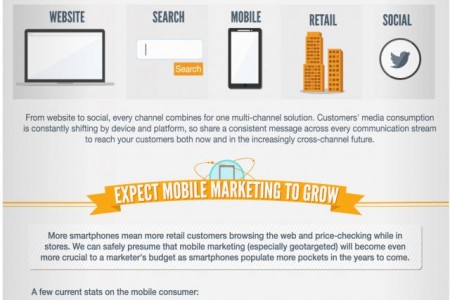 WEBSITE SEARCH MOBILE RETAIL SOCIAL
Search
From website to social, every channel combines for one multi-channel solution. Customers' media consumption
is constantly shifting by device and platform, so share a consistent message across every communication stream
to reach your customers both now and in the increasingly cross-channel future.
EXPECT MOBILE MARKETING TO GROW
More smartphones mean more retail customers browsing the web and price-checking while in
stores. We can safely presume that mobile marketing (especially geotargeted) will become even
more crucial to a marketer's budget as smartphones populate more pockets in the years to come.
A few current stats on the mobile consumer: